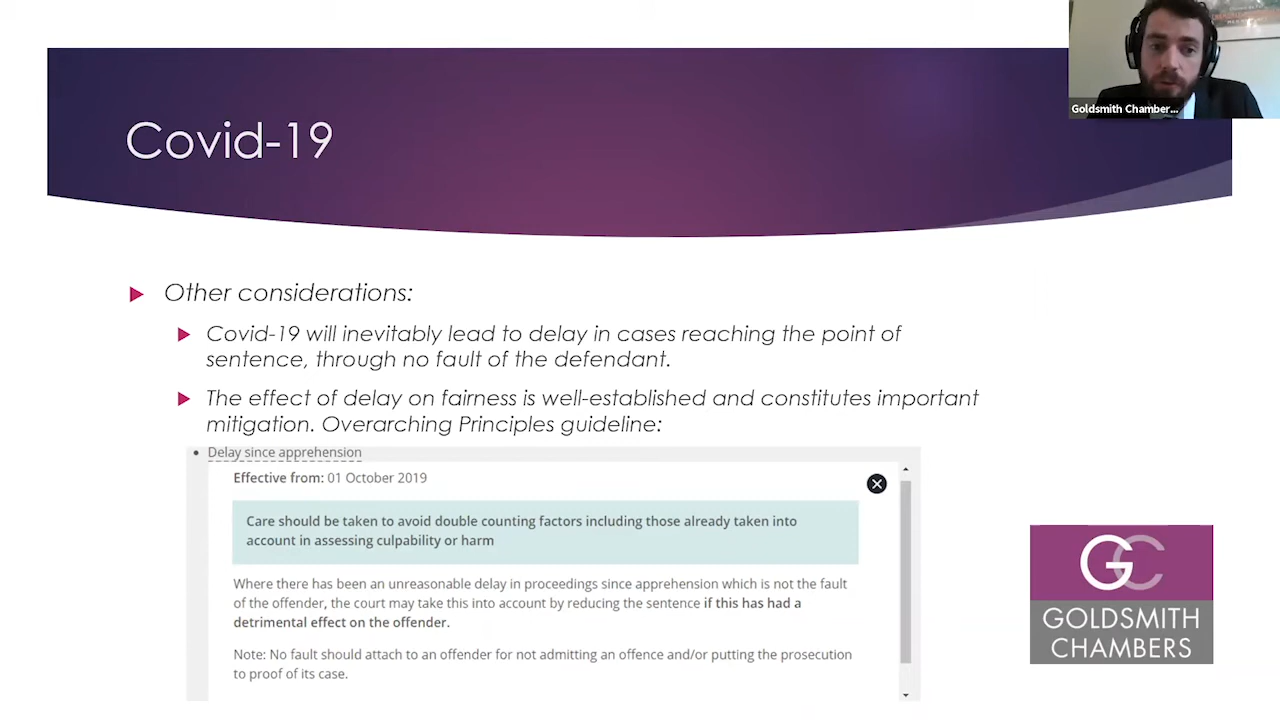 Goldsmith Chamber...
Covid-19
Other considerations:
Covid-19 will inevitably lead to delay in cases reaching the point of
sentence, through no fault of the defendant.
The effect of delay on fairness is well-established and constitutes important
mitigation. Overarching Principles guideline:
Delay since apprehension
Effective from: 01 October 2019
Care should be taken to avoid double counting factors including those already taken into
account in assessing culpability or harm
Where there has been an unreasonable delay in proceedings since apprehension which is not the fault
of the offender, the court may take this into account by reducing the sentence if this has had a
detrimental effect on the offender.
Note: No fault should attach to an offender for not admitting an offence and/or putting the prosecution
to proof of its case.
GC
GOLDSMITH
CHAMBERS